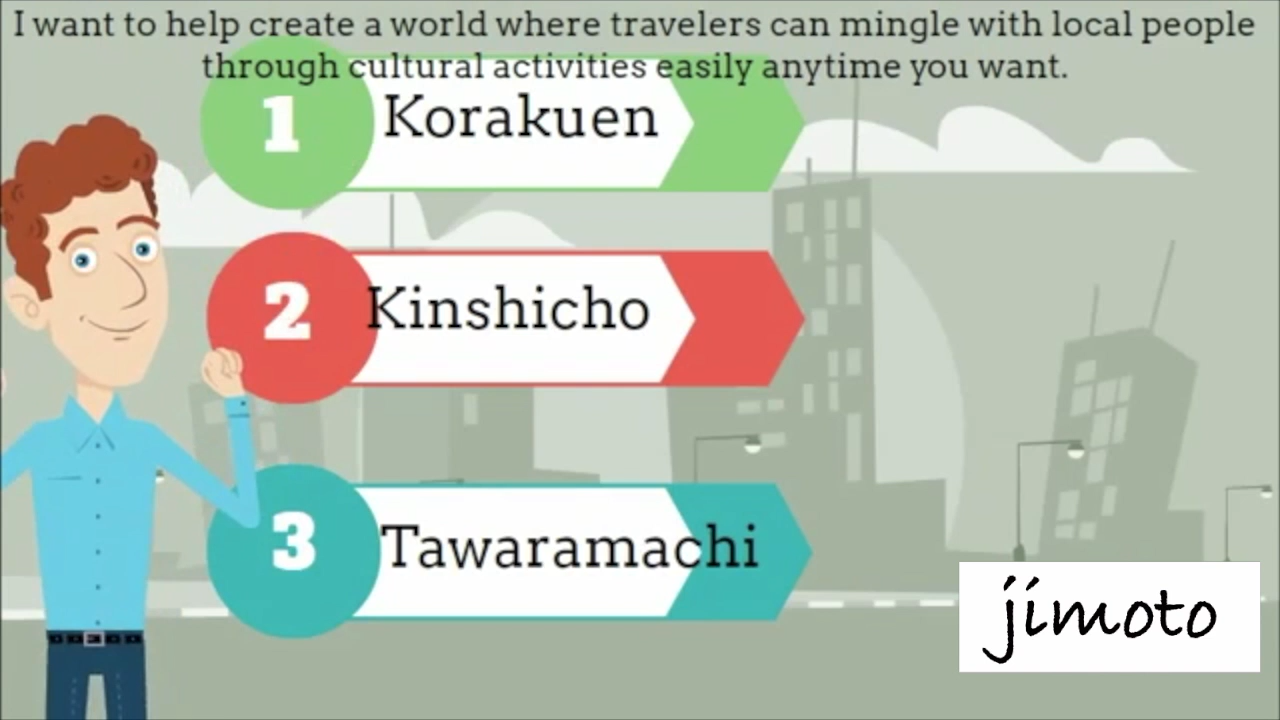 I want to help create a world where travelers can mingle with local people
through cultural activities easily anytime you want.
1 Korakuen
2 Kinshicho
3 Tawaramachi
jimoto